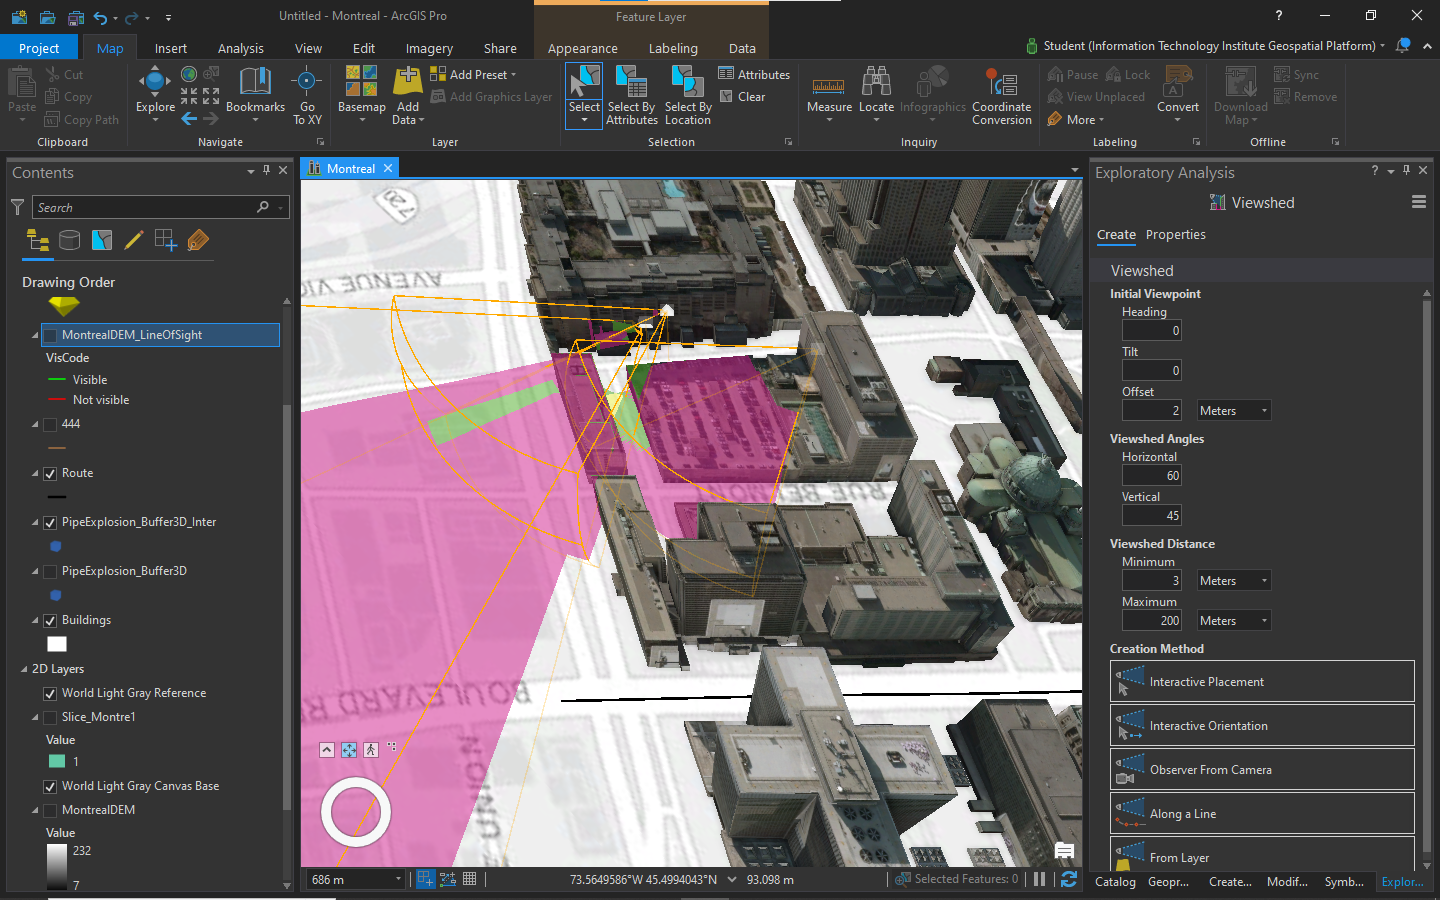 Untitled - Montreal - ArcGIS Pro
Feature Layer
?
Project
Map
Insert
Analysis
View
Edit
Imagery
Share
Appearance
Labeling
Data
Student (Information Technology Institute Geospatial Platform)
Paste
Cut
Copy
Copy Path
Clipboard
Explore
Bookmarks
Go
To XY
Navigate
Basemap
Add
Data
Add Preset
Add Graphics Layer
Layer
Select
Select By
Attributes
Select By
Location
Attributes
Clear
Selection
Measure
Locate
Infographics
Coordinate
Conversion
Inquiry
Pause
Lock
View Unplaced
More
Convert
Labeling
Download
Map
Sync
Remove
Offline
Contents
Search
Drawing Order
MontrealDEM_LineOfSight
VisCode
Visible
Not visible
444
Route
PipeExplosion_Buffer3D_Inter
PipeExplosion_Buffer3D
Buildings
2D Layers
World Light Gray Reference
Slice_Montre1
Value
1
World Light Gray Canvas Base
MontrealDEM
Value
232
7
Montreal
720
AVENUE VIG
RUE BE
BOULEVARD R
686 m
73.5649586°W 45.4994043°N
93.098 m
Selected Features: 0
Exploratory Analysis
?
Viewshed
Create
Properties
Viewshed
Initial Viewpoint
Heading
0
Tilt
0
Offset
2
Meters
Viewshed Angles
Horizontal
60
Vertical
45
Viewshed Distance
Minimum
3
Meters
Maximum
200
Meters
Creation Method
Interactive Placement
Interactive Orientation
Observer From Camera
Along a Line
From Layer
Catalog
Geopr...
Create...
Modif...
Symb...
Explor...